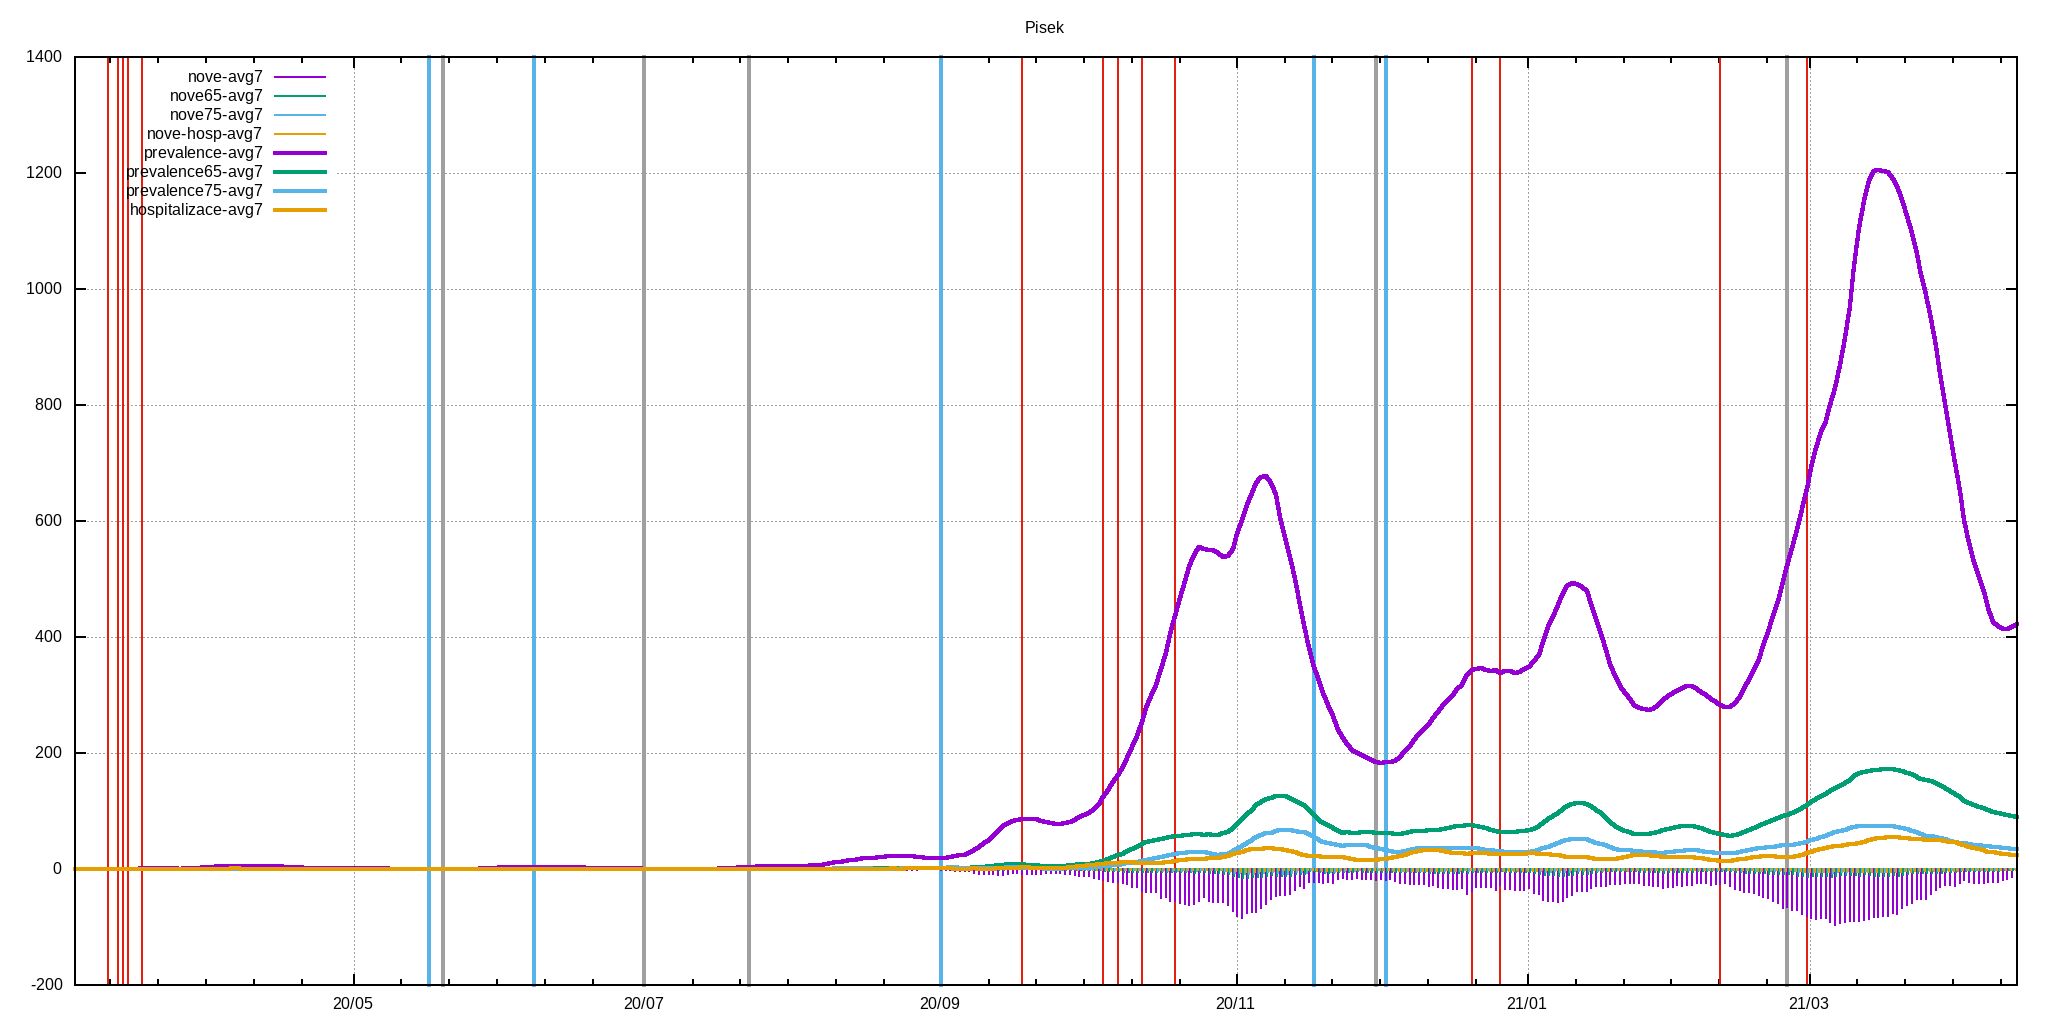 Pisek
1400
1200
1000
800
600
400
200
0
-200
nove-avg7
nove65-avg7
nove75-avg7
nove-hosp-avg7
prevalence-avg7
prevalence65-avg7
prevalence75-avg7
hospitalizace-avg7
20/05
20/07
20/09
20/11
21/01
21/03